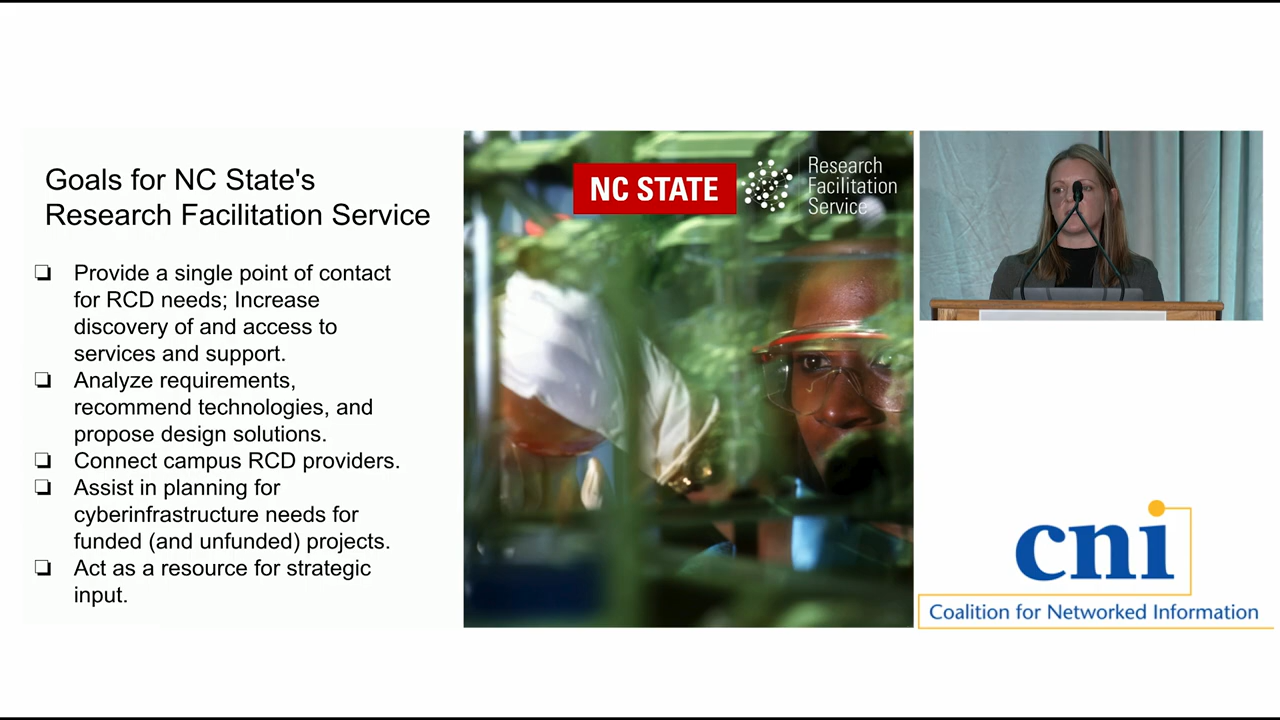 Goals for NC State's
Research Facilitation Service
❏ Provide a single point of contact
for RCD needs; Increase
discovery of and access to
services and support.
❏ Analyze requirements,
recommend technologies, and
propose design solutions.
❏ Connect campus RCD providers.
❏ Assist in planning for
cyberinfrastructure needs for
funded (and unfunded) projects.
❏ Act as a resource for strategic
input.
NC STATE
Research
Facilitation
Service
cni
Coalition for Networked Information